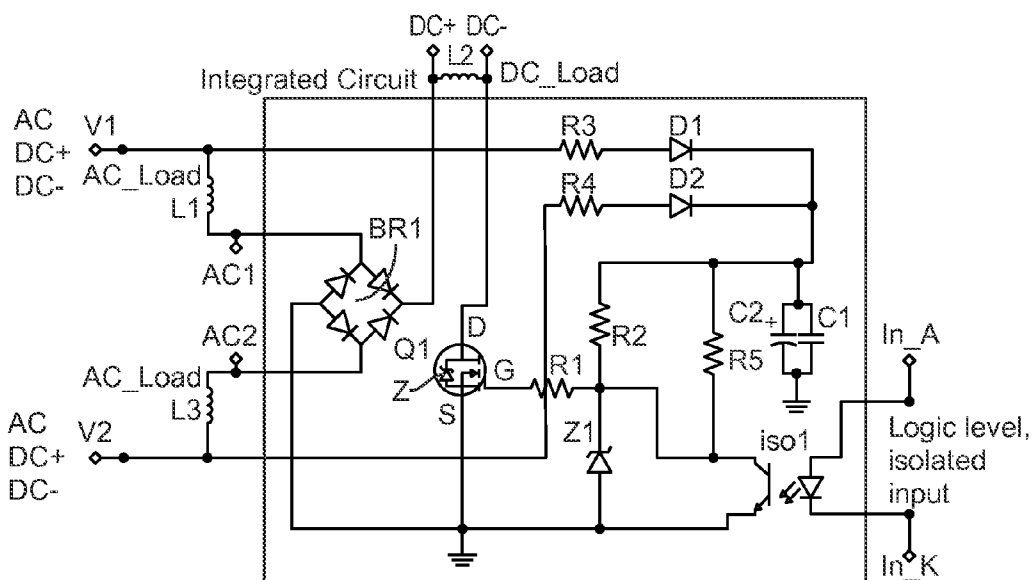 DC+ DC-
L2
Integrated Circuit
DC_Load
AC
DC+
DC-
V1
R3
D1
AC_Load
L1
R4
D2
BR1
AC1
AC2
C2
+
C1
D
Q1
R2
R5
In_A
G
R1
Z
AC_Load
L3
S
AC
DC+
DC-
V2
Z1
iso1
Logic level,
isolated
input
In_K